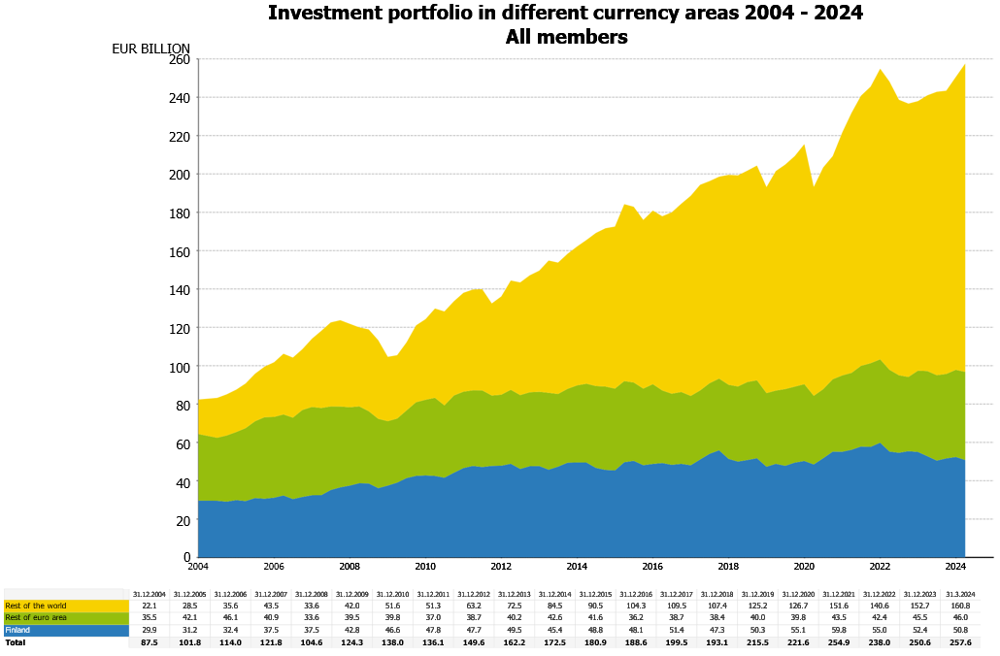 Investment portfolio in different currency areas 2004 - 2024
All members
EUR BILLION
260
240
220
200
180
160
140
120
100
80
60
40
20
0
2004 2006 2008 2010 2012 2014 2016 2018 2020 2022 2024
31.12.2004 31.12.2005 31.12.2006 31.12.2007 31.12.2008 31.12.2009 31.12.2010 31.12.2011 31.12.2012 31.12.2013 31.12.2014 31.12.2015 31.12.2016 31.12.2017 31.12.2018 31.12.2019 31.12.2020 31.12.2021 31.12.2022 31.12.2023 31.3.2024
Rest of the world 22.1 28.5 35.6 43.5 33.6 42.0 51.6 51.3 63.2 72.5 84.5 90.5 104.3 109.5 107.4 125.2 126.7 151.6 140.6 152.7 160.8
Rest of euro area 35.5 42.1 46.1 40.9 33.6 39.5 39.8 37.0 38.7 40.2 42.6 41.6 36.2 38.7 38.4 40.0 39.8 43.5 42.4 45.5 46.0
Finland 29.9 31.2 32.4 37.5 37.5 42.8 46.6 47.8 47.7 49.5 45.4 48.8 48.1 51.4 47.3 50.3 55.1 59.8 55.0 52.4 50.8
Total 87.5 101.8 114.0 121.8 104.6 124.3 138.0 136.1 149.6 162.2 172.5 180.9 188.6 199.5 193.1 215.5 221.6 254.9 238.0 250.6 257.6